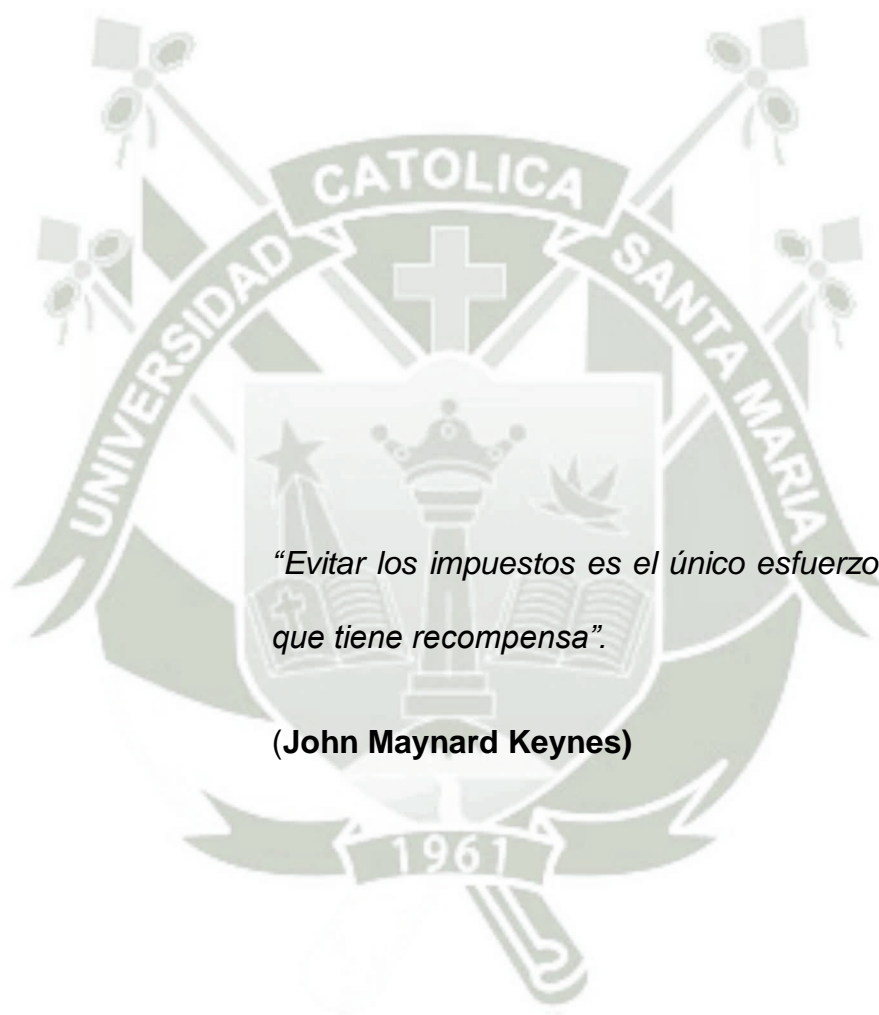 CATOLICA
UNIVERSIDAD
SANTA MARIA
“Evitar los impuestos es el único esfuerzo
que tiene recompensa”.
(John Maynard Keynes)
1961